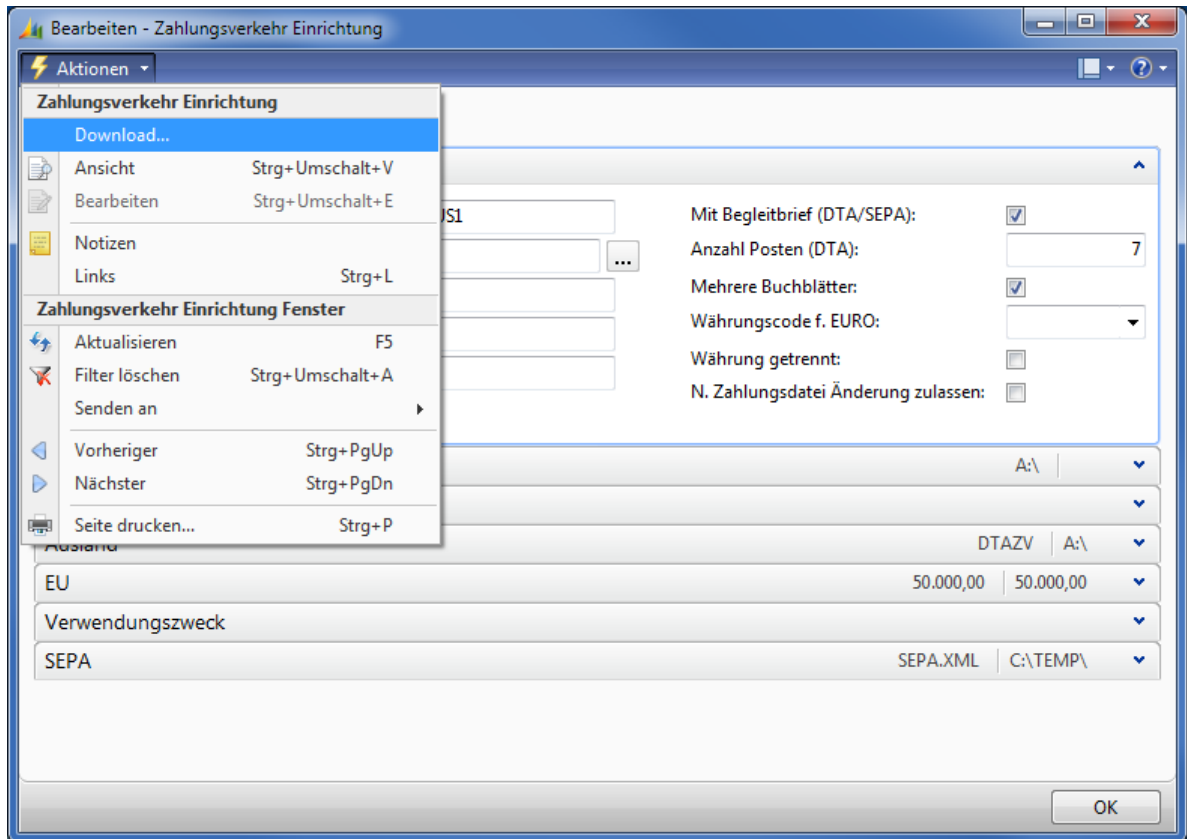 Bearbeiten - Zahlungsverkehr Einrichtung
Aktionen
Zahlungsverkehr Einrichtung
Download...
Ansicht Strg+Umschalt+V
Bearbeiten Strg+Umschalt+E
Notizen
Links Strg+L
Zahlungsverkehr Einrichtung Fenster
Aktualisieren F5
Filter löschen Strg+Umschalt+A
Senden an
Vorheriger Strg+PgUp
Nächster Strg+PgDn
Seite drucken... Strg+P
...
Mit Begleitbrief (DTA/SEPA):
Anzahl Posten (DTA): 7
Mehrere Buchblätter:
Währungscode f. EURO:
Währung getrennt:
N. Zahlungsdatei Änderung zulassen:
A:\
Ausland DTAZV A:\
EU 50.000,00 50.000,00
Verwendungszweck
SEPA SEPA.XML C:\TEMP\
OK